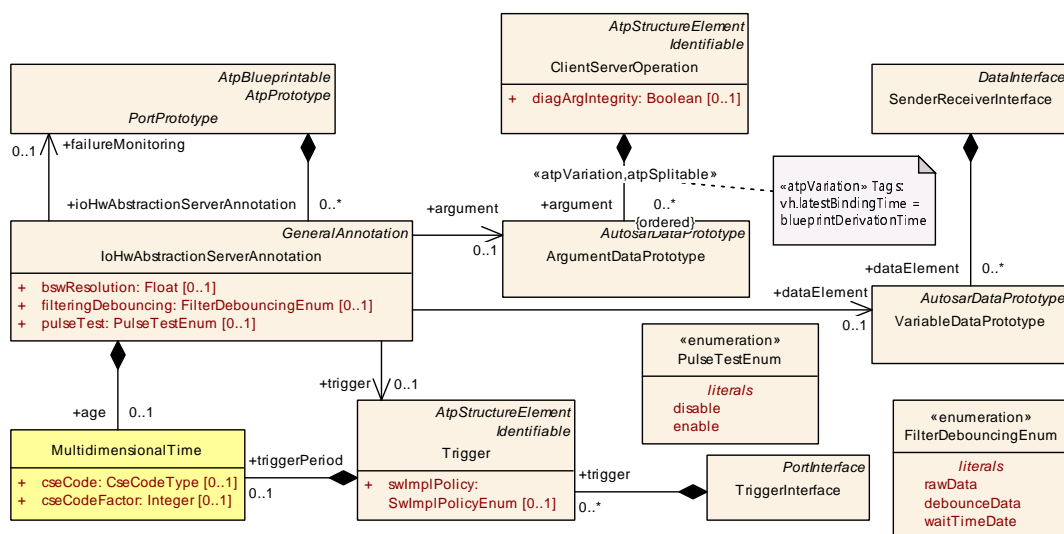 AtpBlueprintable
AtpPrototype
PortPrototype
AtpStructureElement
Identifiable
ClientServerOperation
+ diagArgIntegrity: Boolean [0..1]
DataInterface
SenderReceiverInterface
0..1
+failureMonitoring
+ioHwAbstractionServerAnnotation
0..*
«atpVariation,atpSplitable»
+argument
0..*
{ordered}
«atpVariation» Tags:
vh.latestBindingTime =
blueprintDerivationTime
GeneralAnnotation
IoHwAbstractionServerAnnotation
+ bswResolution: Float [0..1]
+ filteringDebouncing: FilterDebouncingEnum [0..1]
+ pulseTest: PulseTestEnum [0..1]
+argument
0..1
AutosarDataPrototype
ArgumentDataPrototype
+dataElement
0..*
+dataElement
0..1
AutosarDataPrototype
VariableDataPrototype
«enumeration»
PulseTestEnum
literals
disable
enable
+trigger
0..1
+age
0..1
MultidimensionalTime
+ cseCode: CseCodeType [0..1]
+ cseCodeFactor: Integer [0..1]
+triggerPeriod
0..1
AtpStructureElement
Identifiable
Trigger
+ swImplPolicy:
SwImplPolicyEnum [0..1]
+trigger
0..*
PortInterface
TriggerInterface
«enumeration»
FilterDebouncingEnum
literals
rawData
debounceData
waitTimeDate